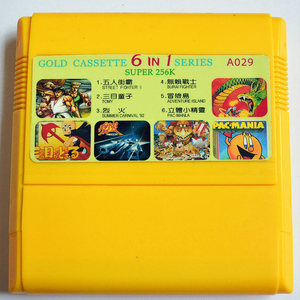 GOLD CASSETTE 6 IN 1 SERIES A029
SUPER 256K
1.五人街霸
STREET FIGHTER I
2.三目童子
TOMY
3.烈 火
SUMMER CARNIVAL '92
4.無賴戰士
BURAI FIGHTER
5.冒險島
ADVENTURE ISLAND
6.立體小精靈
PAC-MANLA
PAC-MANIA